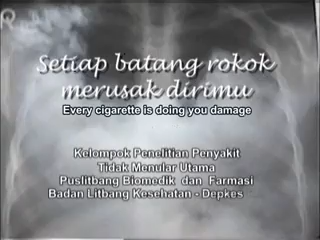 Setiap batang rokok
merusak dirimu
Every cigarette is doing you damage
Kelompok Penelitian Penyakit
Tidak Menular Utama
Puslitbang Biomedik dan Farmasi
Badan Litbang Kesehatan - Depkes